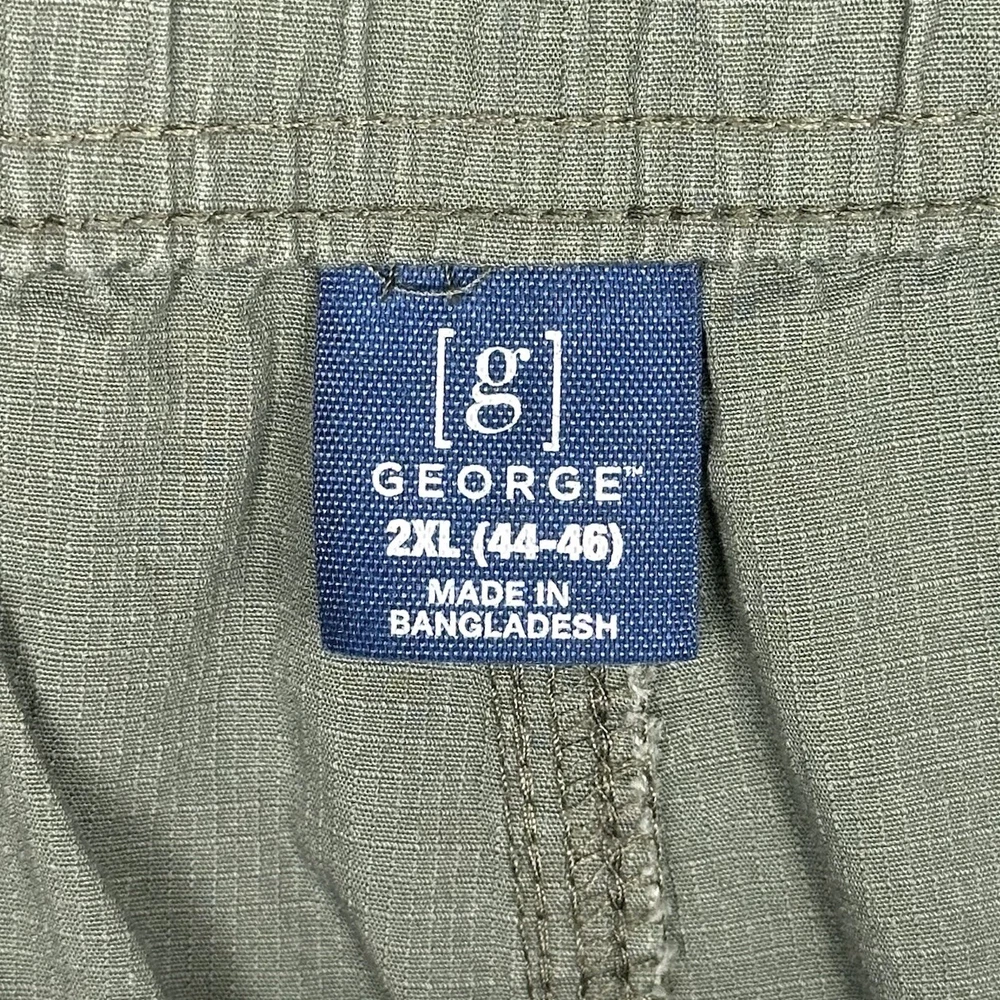 [g]
GEORGE™
2XL (44-46)
MADE IN
BANGLADESH